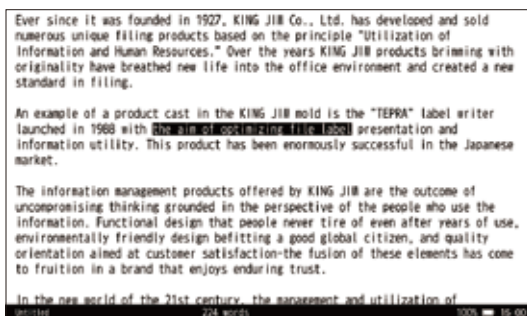 Ever since it was founded in 1927, KING JIM Co., Ltd. has developed and sold
numerous unique filing products based on the principle "Utilization of
Information and Human Resources." Over the years KING JIM products brimming with
originality have breathed new life into the office environment and created a new
standard in filing.
An example of a product cast in the KING JIM mold is the "TEPRA" label writer
launched in 1988 with the aim of optimizing file label presentation and
information utility. This product has been enormously successful in the Japanese
market.
The information management products offered by KING JIM are the outcome of
uncompromising thinking grounded in the perspective of the people who use the
information. Functional design that people never tire of even after years of use,
environmentally friendly design befitting a good global citizen, and quality
orientation aimed at customer satisfaction-the fusion of these elements has come
to fruition in a brand that enjoys enduring trust.
In the new world of the 21st century, the management and utilization of
Untitled 224 words 100% 16:00